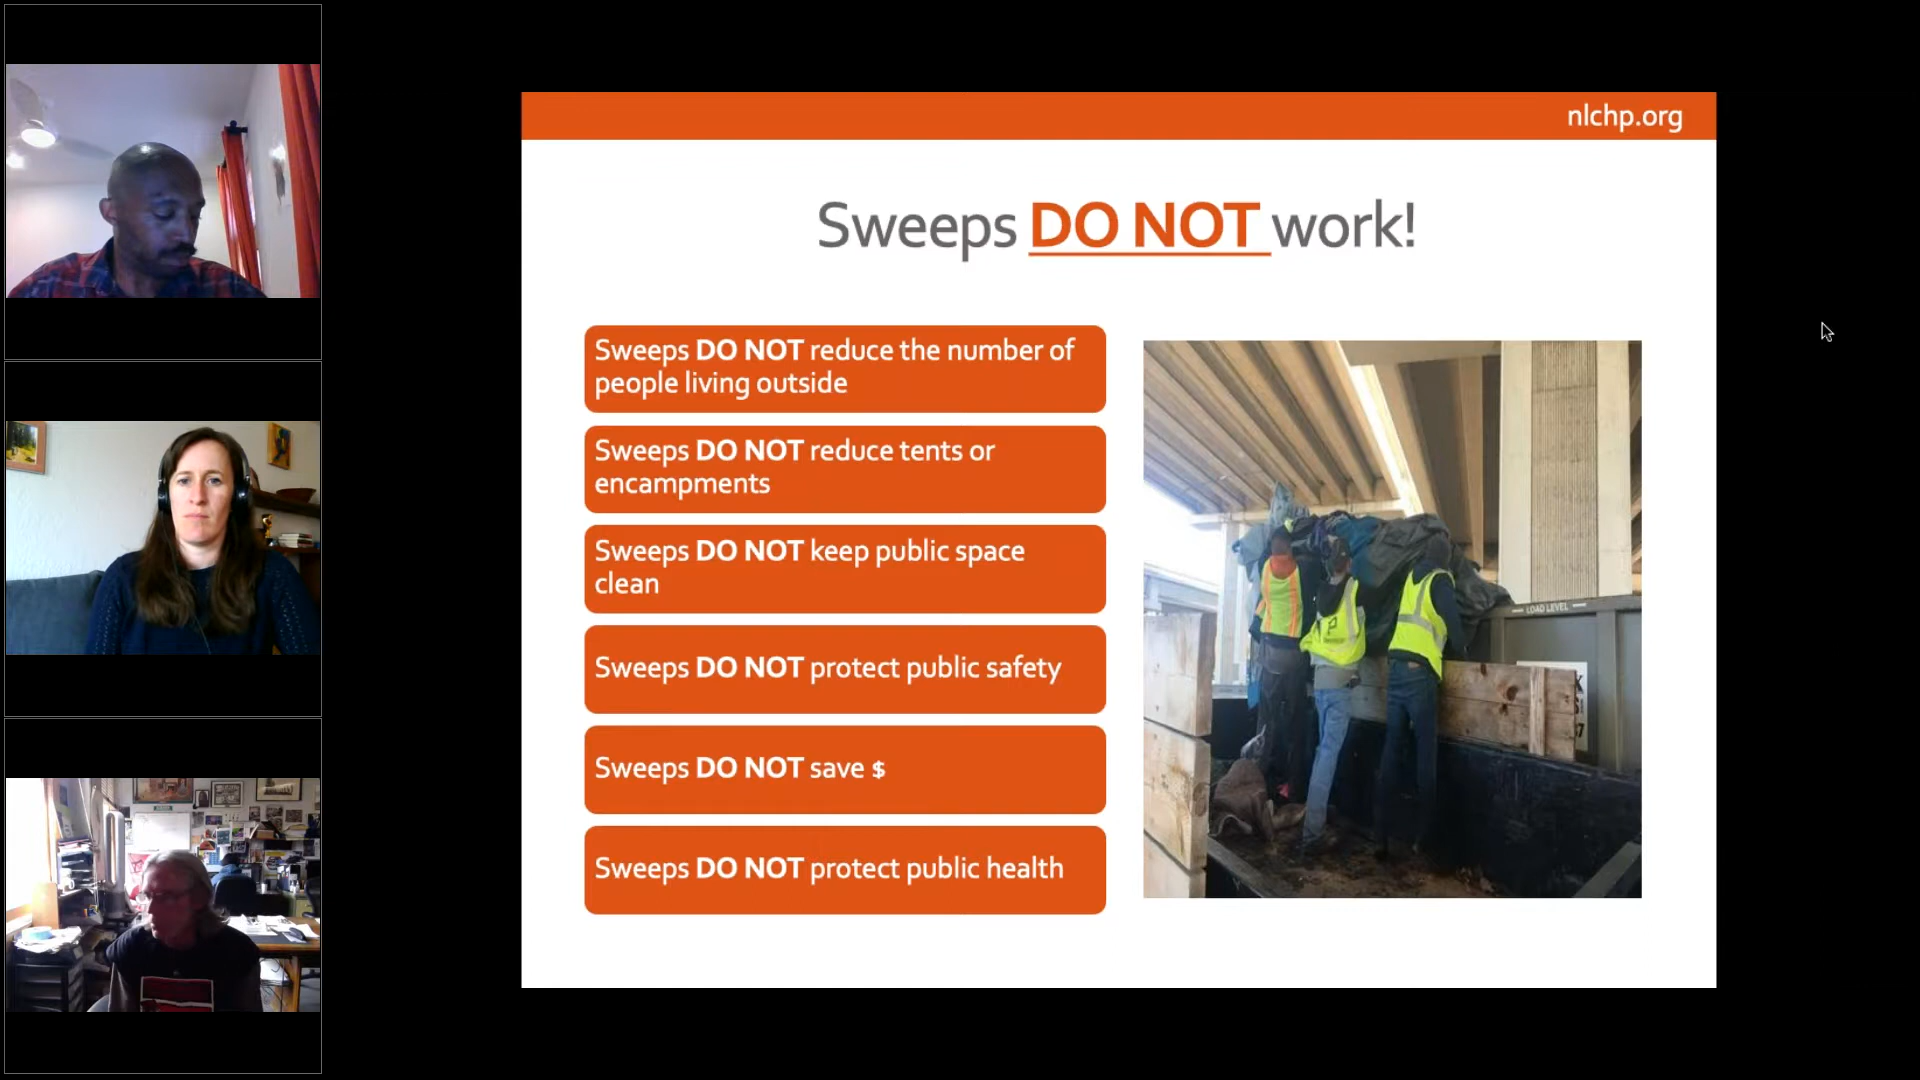 nlchp.org
Sweeps DO NOT work!
Sweeps DO NOT reduce the number of
people living outside
Sweeps DO NOT reduce tents or
encampments
Sweeps DO NOT keep public space
clean
Sweeps DO NOT protect public safety
Sweeps DO NOT save $
Sweeps DO NOT protect public health
LOAD LEVEL